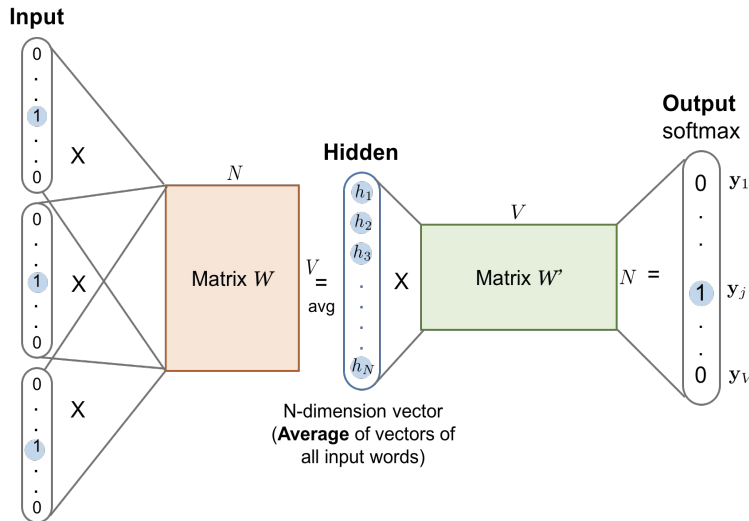 Input
0
.
.
1
.
.
0
X
0
.
.
1
.
.
0
X
0
.
.
1
.
.
0
X
N
Matrix W
V
=
avg
Hidden
h1
h2
h3
.
.
.
.
hN
N-dimension vector
(Average of vectors of
all input words)
X
V
Matrix W'
N
=
Output
softmax
0 y1
.
.
1 yj
.
.
0 yV